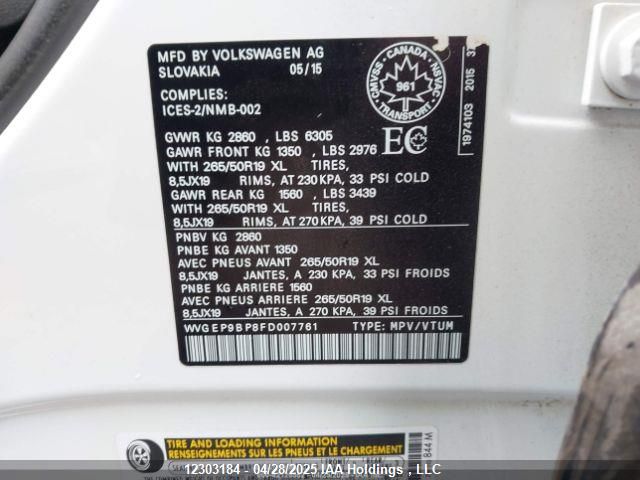 MFD BY VOLKSWAGEN AG
SLOVAKIA 05/15
COMPLIES:
ICES-2/NMB-002
GVWR KG 2860 , LBS 6305
GAWR FRONT KG 1350 , LBS 2976
WITH 265/50R19 XL TIRES,
8,5JX19 RIMS, AT 230 KPA, 33 PSI COLD
GAWR REAR KG 1560 , LBS 3439
WITH 265/50R19 XL TIRES,
8,5JX19 RIMS, AT 270 KPA, 39 PSI COLD
CMVSS · CANADA · NSVAC
961
TRANSPORT
EC
1974103 2015
PNBV KG 2860
PNBE KG AVANT 1350
AVEC PNEUS AVANT 265/50R19 XL
8,5JX19 JANTES, A 230 KPA, 33 PSI FROIDS
PNBE KG ARRIERE 1560
AVEC PNEUS ARRIERE 265/50R19 XL
8,5JX19 JANTES, A 270 KPA, 39 PSI FROIDS
WVGEP9BP8FD007761 TYPE: MPV/VTUM
TIRE AND LOADING INFORMATION
RENSEIGNEMENTS SUR LES PNEUS ET LE CHARGEMENT
844 M
12303184 - 04/28/2025 IAA Holdings , LLC